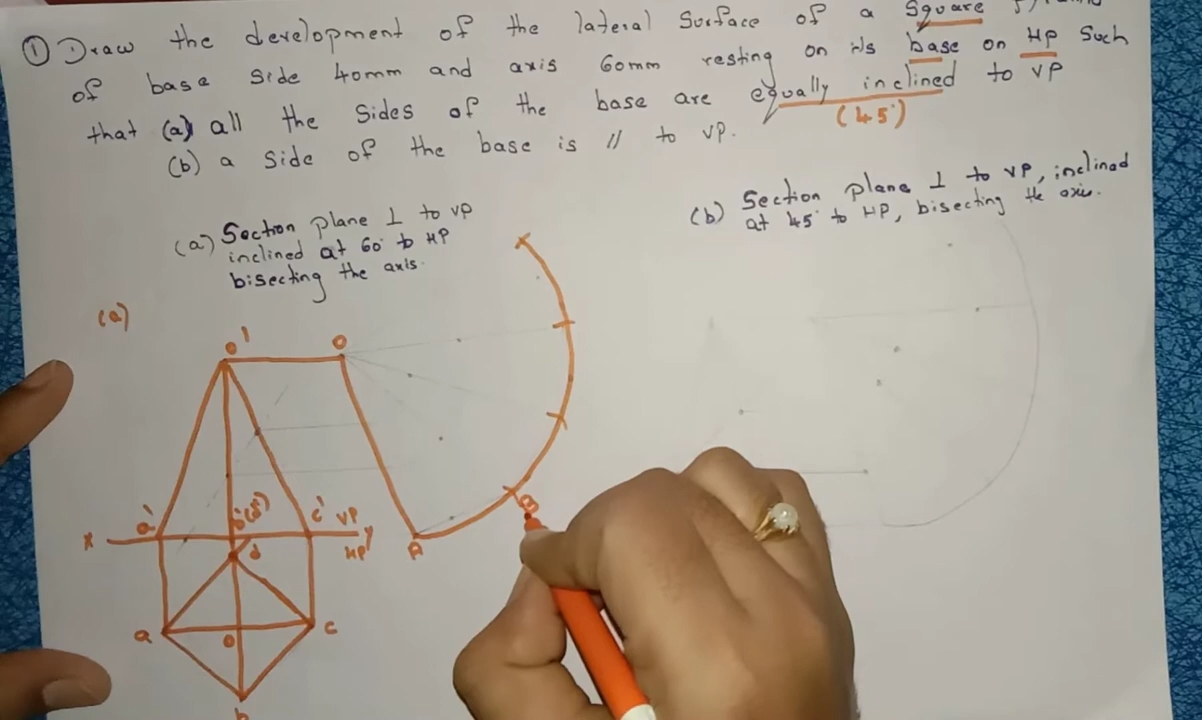 ① Draw the development of the lateral Surface of a Square
of base Side 40mm and axis 60mm resting on its base on HP Such
that (a) all the Sides of the base are equally inclined to VP
(45°)
(b) a Side of the base is // to VP.
(a) Section plane ⊥ to VP
inclined at 60° to HP
bisecting the axis.
(b) Section plane ⊥ to VP, inclined
at 45° to HP, bisecting the axis.
(a)
o' O
a' b'(d') c' VP
X Y
HP
A B
d
a o c
b